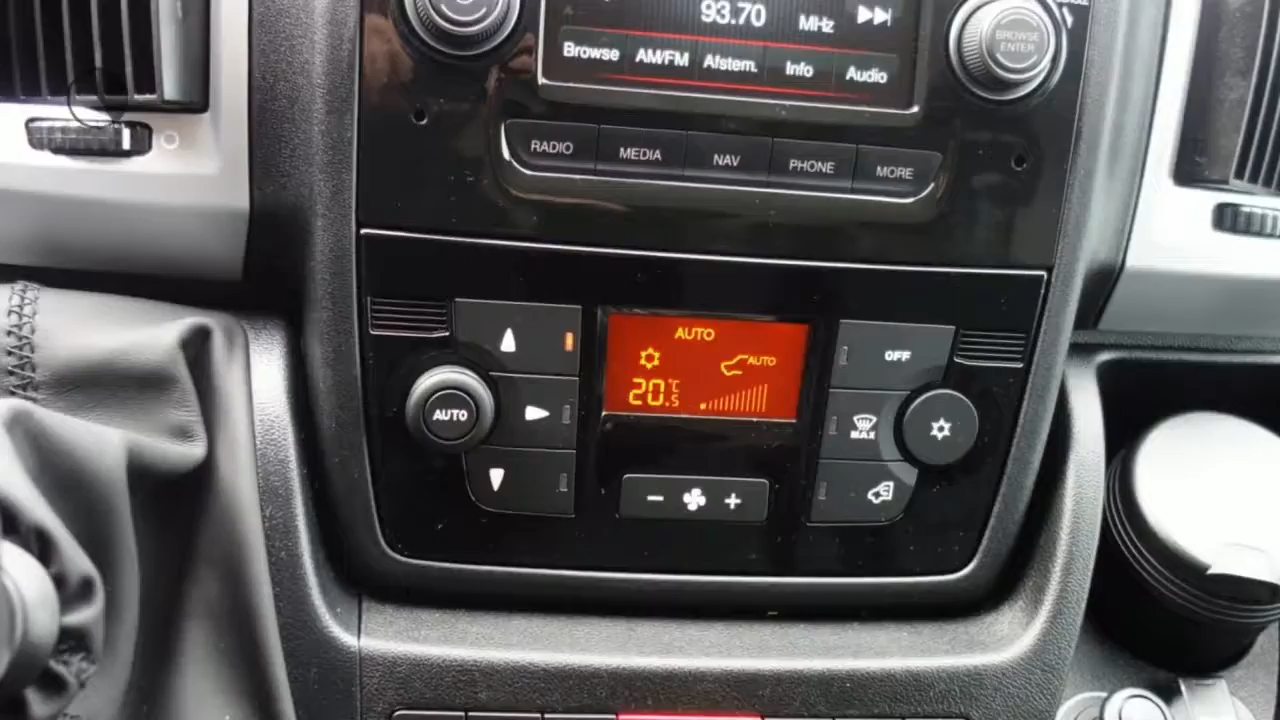 93.70 MHz
Browse AM/FM Afstem. Info Audio
BROWSE
ENTER
RADIO MEDIA NAV PHONE MORE
AUTO
AUTO
20.5 °C
OFF
AUTO
MAX
- +